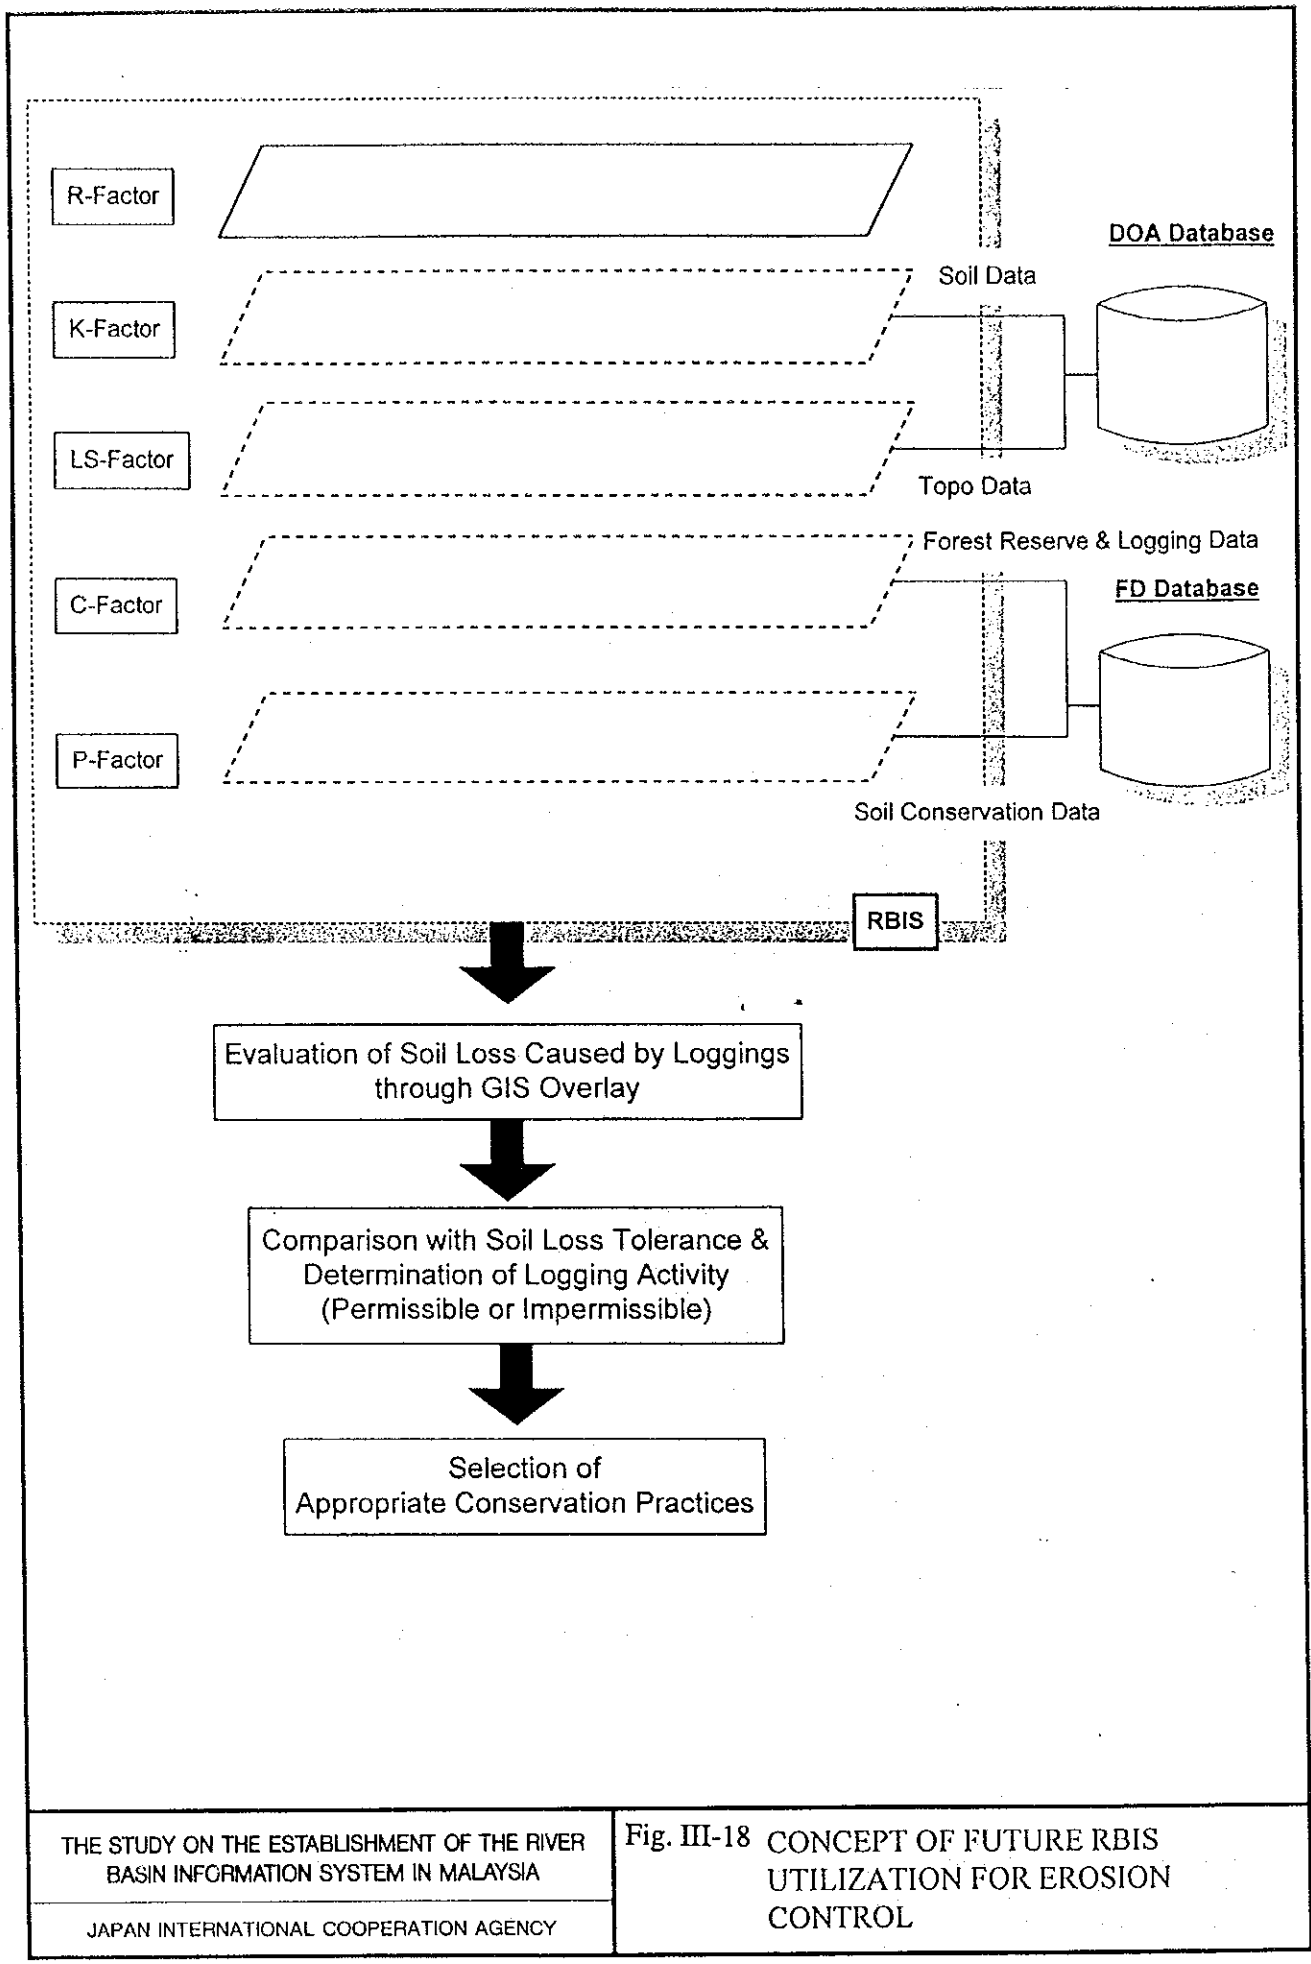 R-Factor
DOA Database
Soil Data
K-Factor
LS-Factor
Topo Data
Forest Reserve & Logging Data
FD Database
C-Factor
P-Factor
Soil Conservation Data
RBIS
Evaluation of Soil Loss Caused by Loggings
through GIS Overlay
Comparison with Soil Loss Tolerance &
Determination of Logging Activity
(Permissible or Impermissible)
Selection of
Appropriate Conservation Practices
THE STUDY ON THE ESTABLISHMENT OF THE RIVER
BASIN INFORMATION SYSTEM IN MALAYSIA
JAPAN INTERNATIONAL COOPERATION AGENCY
Fig. III-18 CONCEPT OF FUTURE RBIS
UTILIZATION FOR EROSION
CONTROL